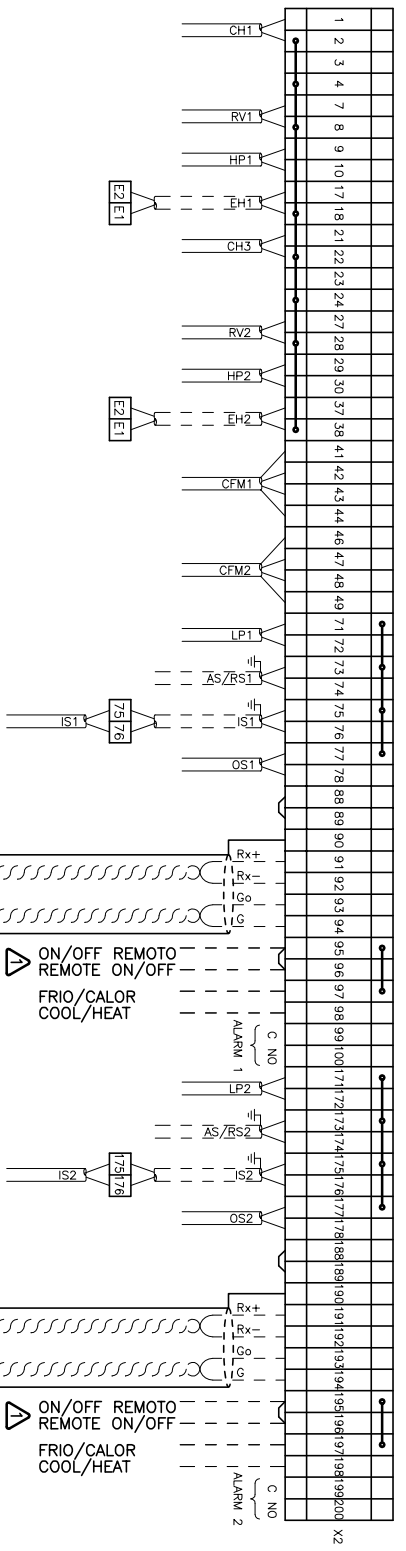 1
CH1
2
3
4
7
RV1
8
9
HP1
10
17
E2 E1
EH1
18
21
CH3
22
23
24
27
RV2
28
29
HP2
30
37
E2 E1
EH2
38
41
42
CFM1
43
44
46
47
CFM2
48
49
71
LP1
72
73
AS/RS1
74
75
IS1
75 76
IS1
76
77
OS1
78
88
89
90
Rx+
91
Rx-
92
Go
93
G
94
ON/OFF REMOTO
95
1
REMOTE ON/OFF
96
FRIO/CALOR
97
COOL/HEAT
98
99
C NO
ALARM 1
100
171
LP2
172
173
AS/RS2
174
175
IS2
175 176
IS2
176
177
OS2
178
188
189
190
Rx+
191
Rx-
192
Go
193
G
194
ON/OFF REMOTO
195
1
REMOTE ON/OFF
196
FRIO/CALOR
197
COOL/HEAT
198
199
C NO
ALARM 2
200
X2